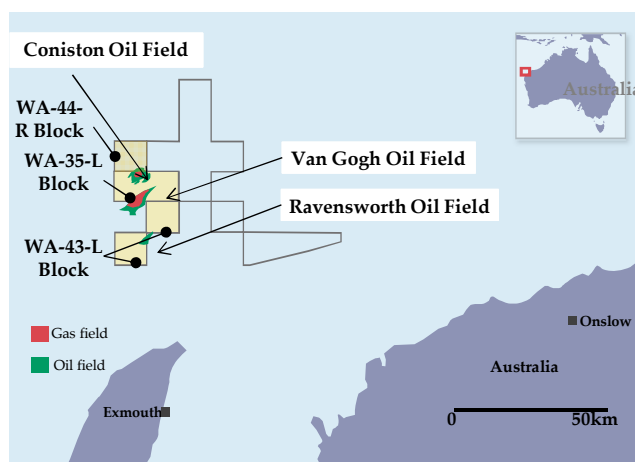 Coniston Oil Field
Australia
WA-44-
R Block
WA-35-L
Block
Van Gogh Oil Field
Ravensworth Oil Field
WA-43-L
Block
Gas field
Oil field
Onslow
Australia
Exmouth
0
50km